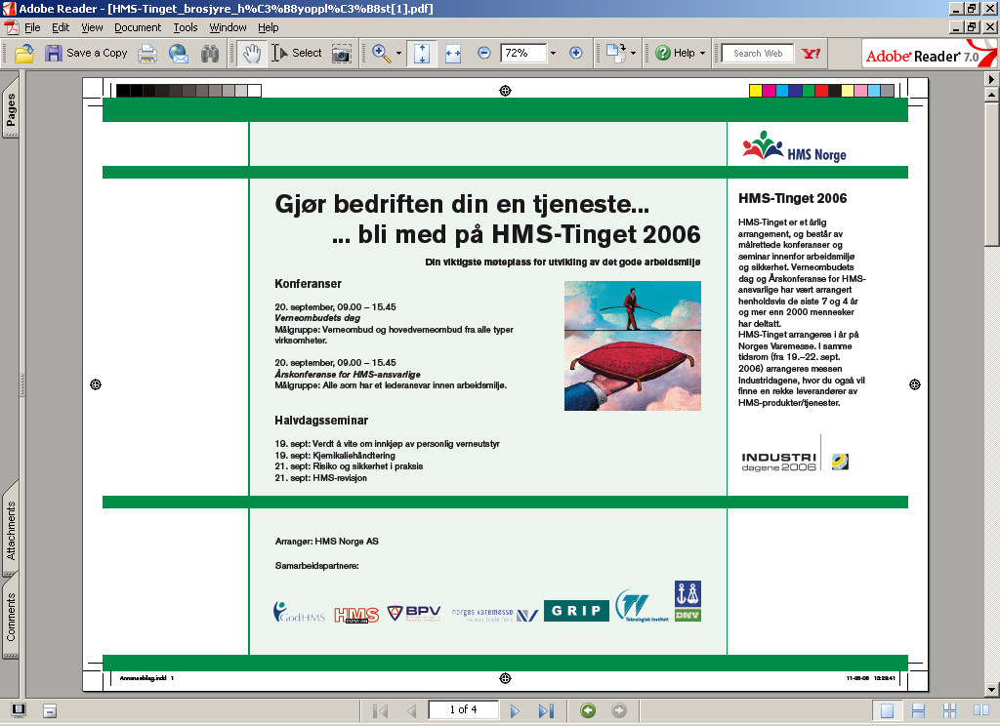 Adobe Reader - [HMS-Tinget_brosjyre_h%C3%B8yoppl%C3%B8st[1].pdf]
File Edit View Document Tools Window Help
Save a Copy Select 72% Help Search Web Y! Adobe Reader 7.0
Pages
HMS Norge
Gjør bedriften din en tjeneste...
... bli med på HMS-Tinget 2006
Din viktigste møteplass for utvikling av det gode arbeidsmiljø
Konferanser
20. september, 09.00 – 15.45
Verneombudets dag
Målgruppe: Verneombud og hovedverneombud fra alle typer
virksomheter.
20. september, 09.00 – 15.45
Årskonferanse for HMS-ansvarlige
Målgruppe: Alle som har et lederansvar innen arbeidsmiljø.
Halvdagsseminar
19. sept: Verdt å vite om innkjøp av personlig verneutstyr
19. sept: Kjemikaliehåndtering
21. sept: Risiko og sikkerhet i praksis
21. sept: HMS-revisjon
HMS-Tinget 2006
HMS-Tinget er et årlig
arrangement, og består av
målrettede konferanser og
seminar innenfor arbeidsmiljø
og sikkerhet. Verneombudets
dag og Årskonferanse for HMS-
ansvarlige har vært arrangert
henholdsvis de siste 7 og 4 år
og mer enn 2000 mennesker
har deltatt.
HMS-Tinget arrangeres i år på
Norges Varemesse. I samme
tidsrom (fra 19.–22. sept.
2006) arrangeres messen
Industridagene, hvor du også vil
finne en rekke leverandører av
HMS-produkter/tjenester.
INDUSTRI
dagene2006
Attachments
Comments
Arrangør: HMS Norge AS
Samarbeidspartnere:
GodHMS
HMS
BPV
norges varemesse
norway trade fairs
GRIP
Teknologisk Institutt
DNV
Annonsebilag.indd 1
1 of 4